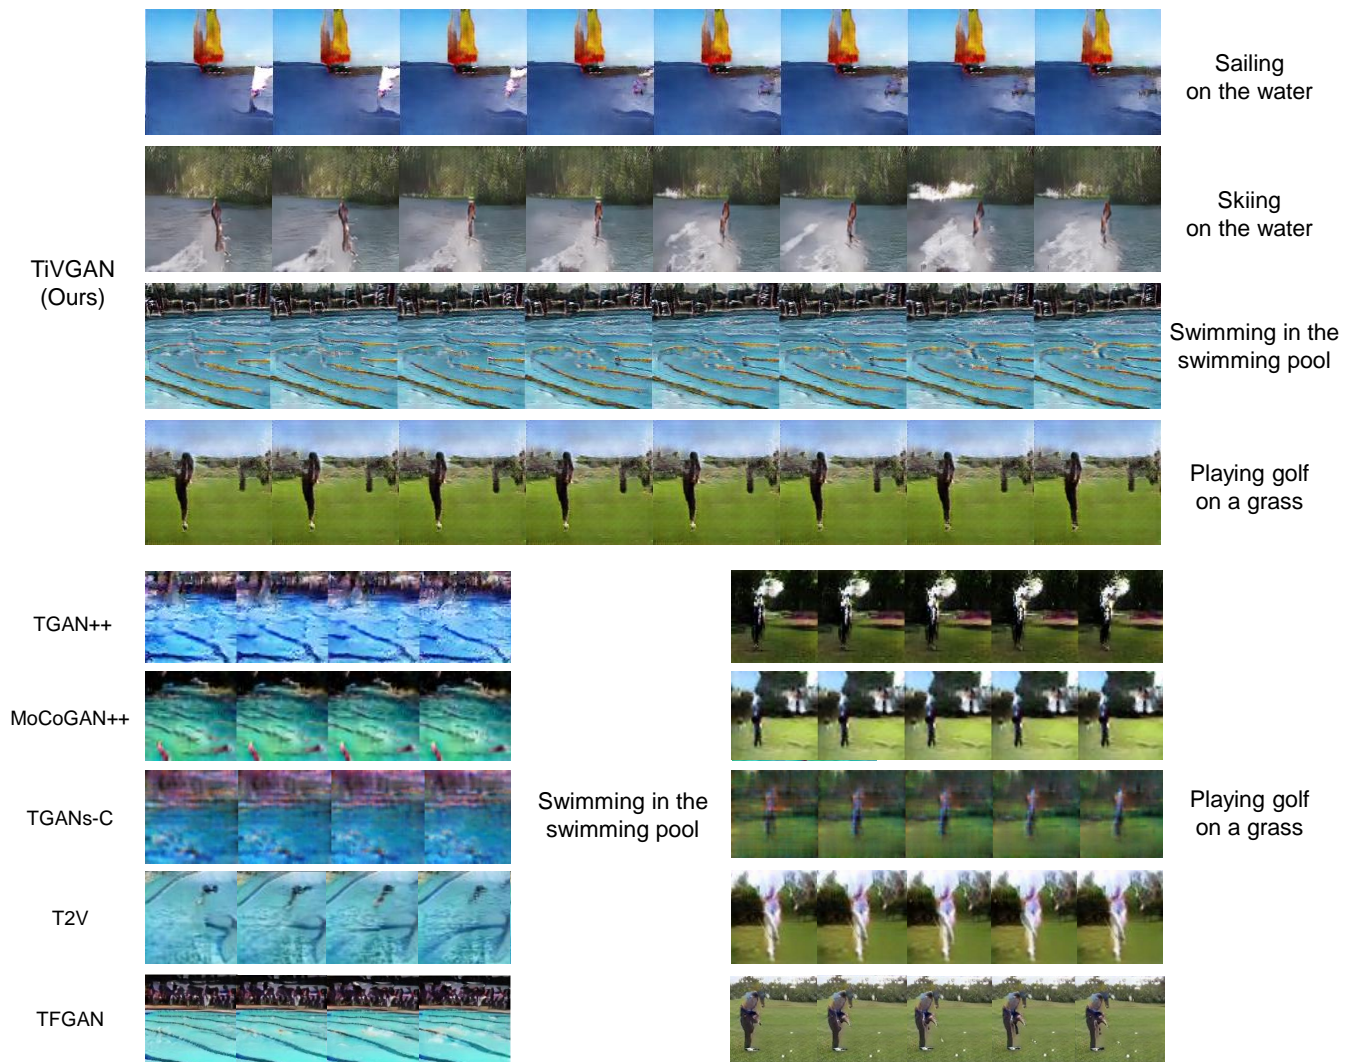 Sailing
on the water
Skiing
on the water
TiVGAN
(Ours)
Swimming in the
swimming pool
Playing golf
on a grass
TGAN++
MoCoGAN++
TGANs-C
Swimming in the
swimming pool
Playing golf
on a grass
T2V
TFGAN